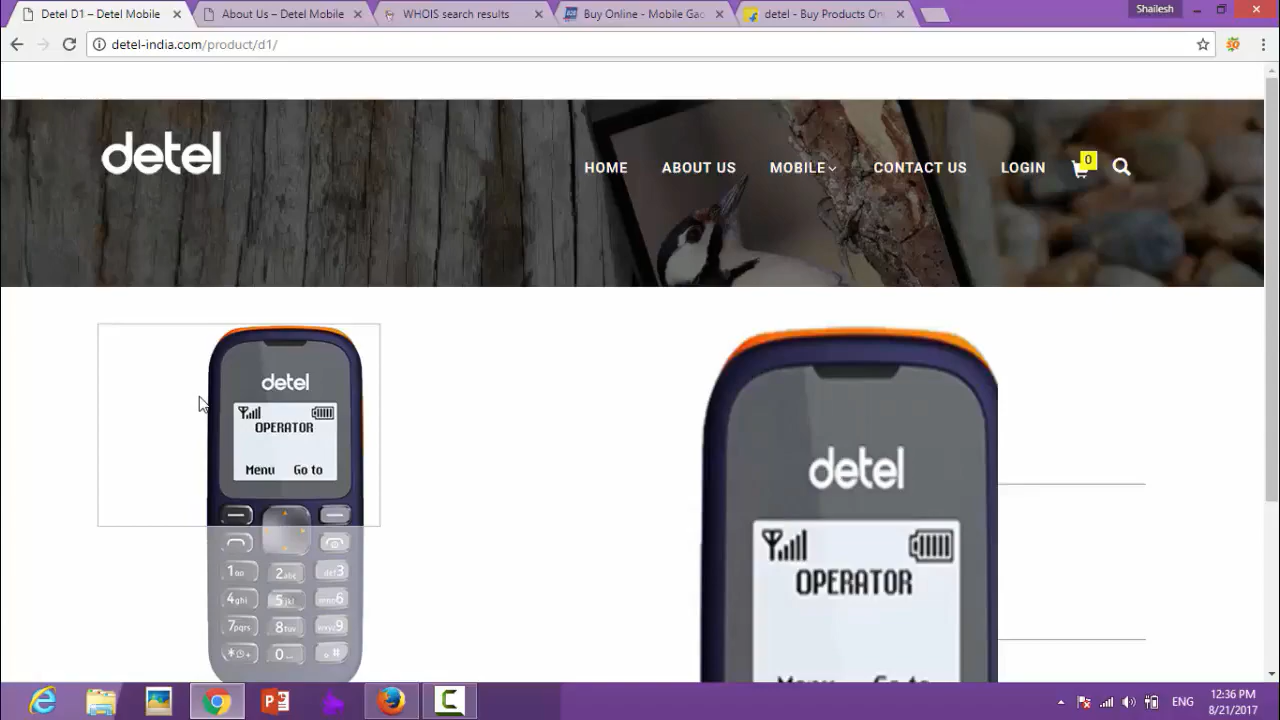 Detel D1 – Detel Mobile
About Us – Detel Mobile
WHOIS search results
Buy Online - Mobile Gad
detel - Buy Products On
Shailesh
detel-india.com/product/d1/
detel
HOME
ABOUT US
MOBILE
CONTACT US
LOGIN
0
detel
OPERATOR
Menu
Go to
1
2abc
def3
4ghi
5jkl
mno6
7pqrs
8tuv
wxyz9
0
#
detel
OPERATOR
Menu
Go to
ENG
12:36 PM
8/21/2017